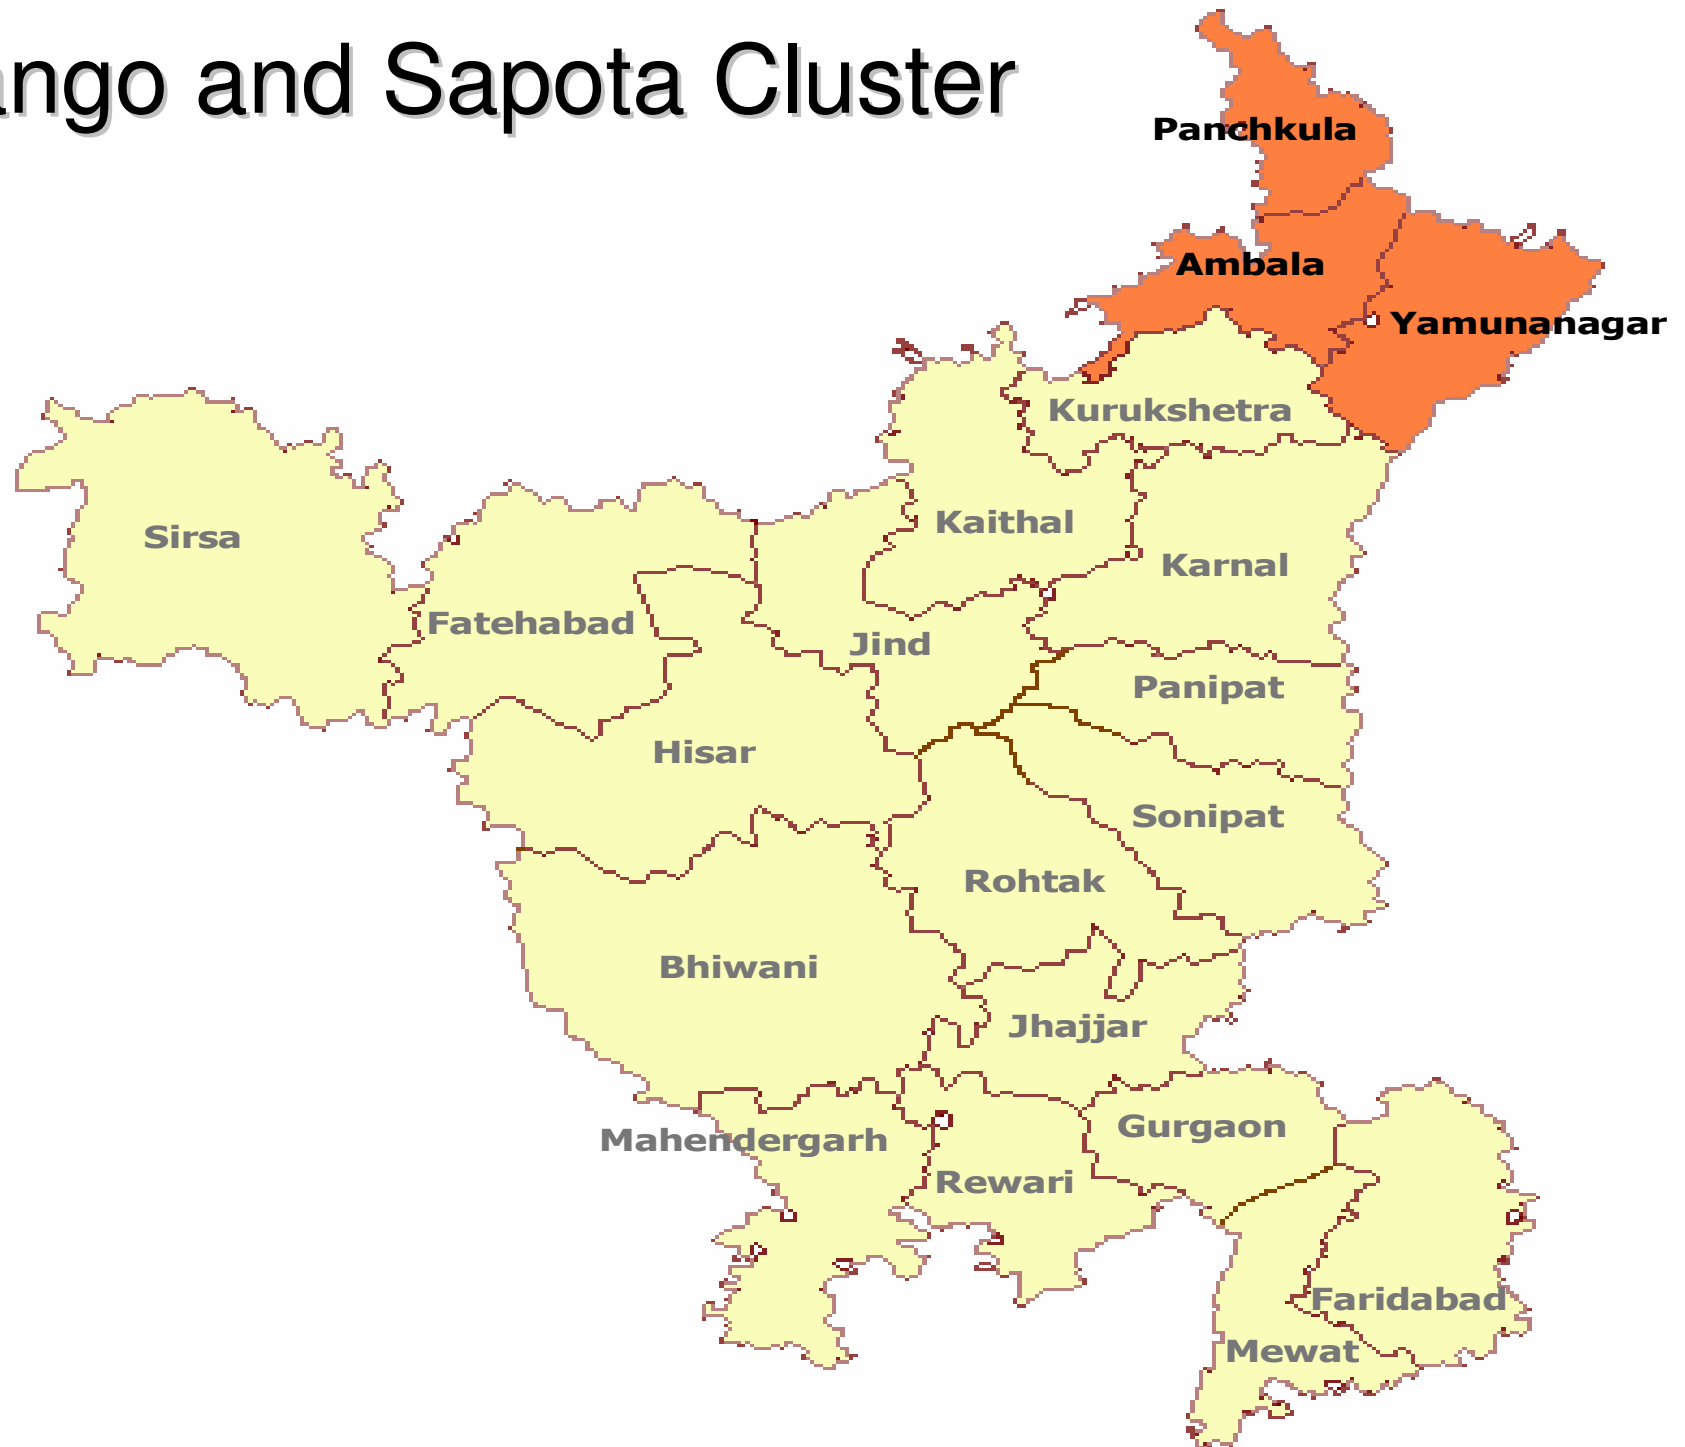 ango and Sapota Cluster
Panchkula
Ambala
Yamunanagar
Kurukshetra
Kaithal
Sirsa
Karnal
Fatehabad
Jind
Panipat
Hisar
Sonipat
Rohtak
Bhiwani
Jhajjar
Gurgaon
Mahendergarh
Rewari
Faridabad
Mewat